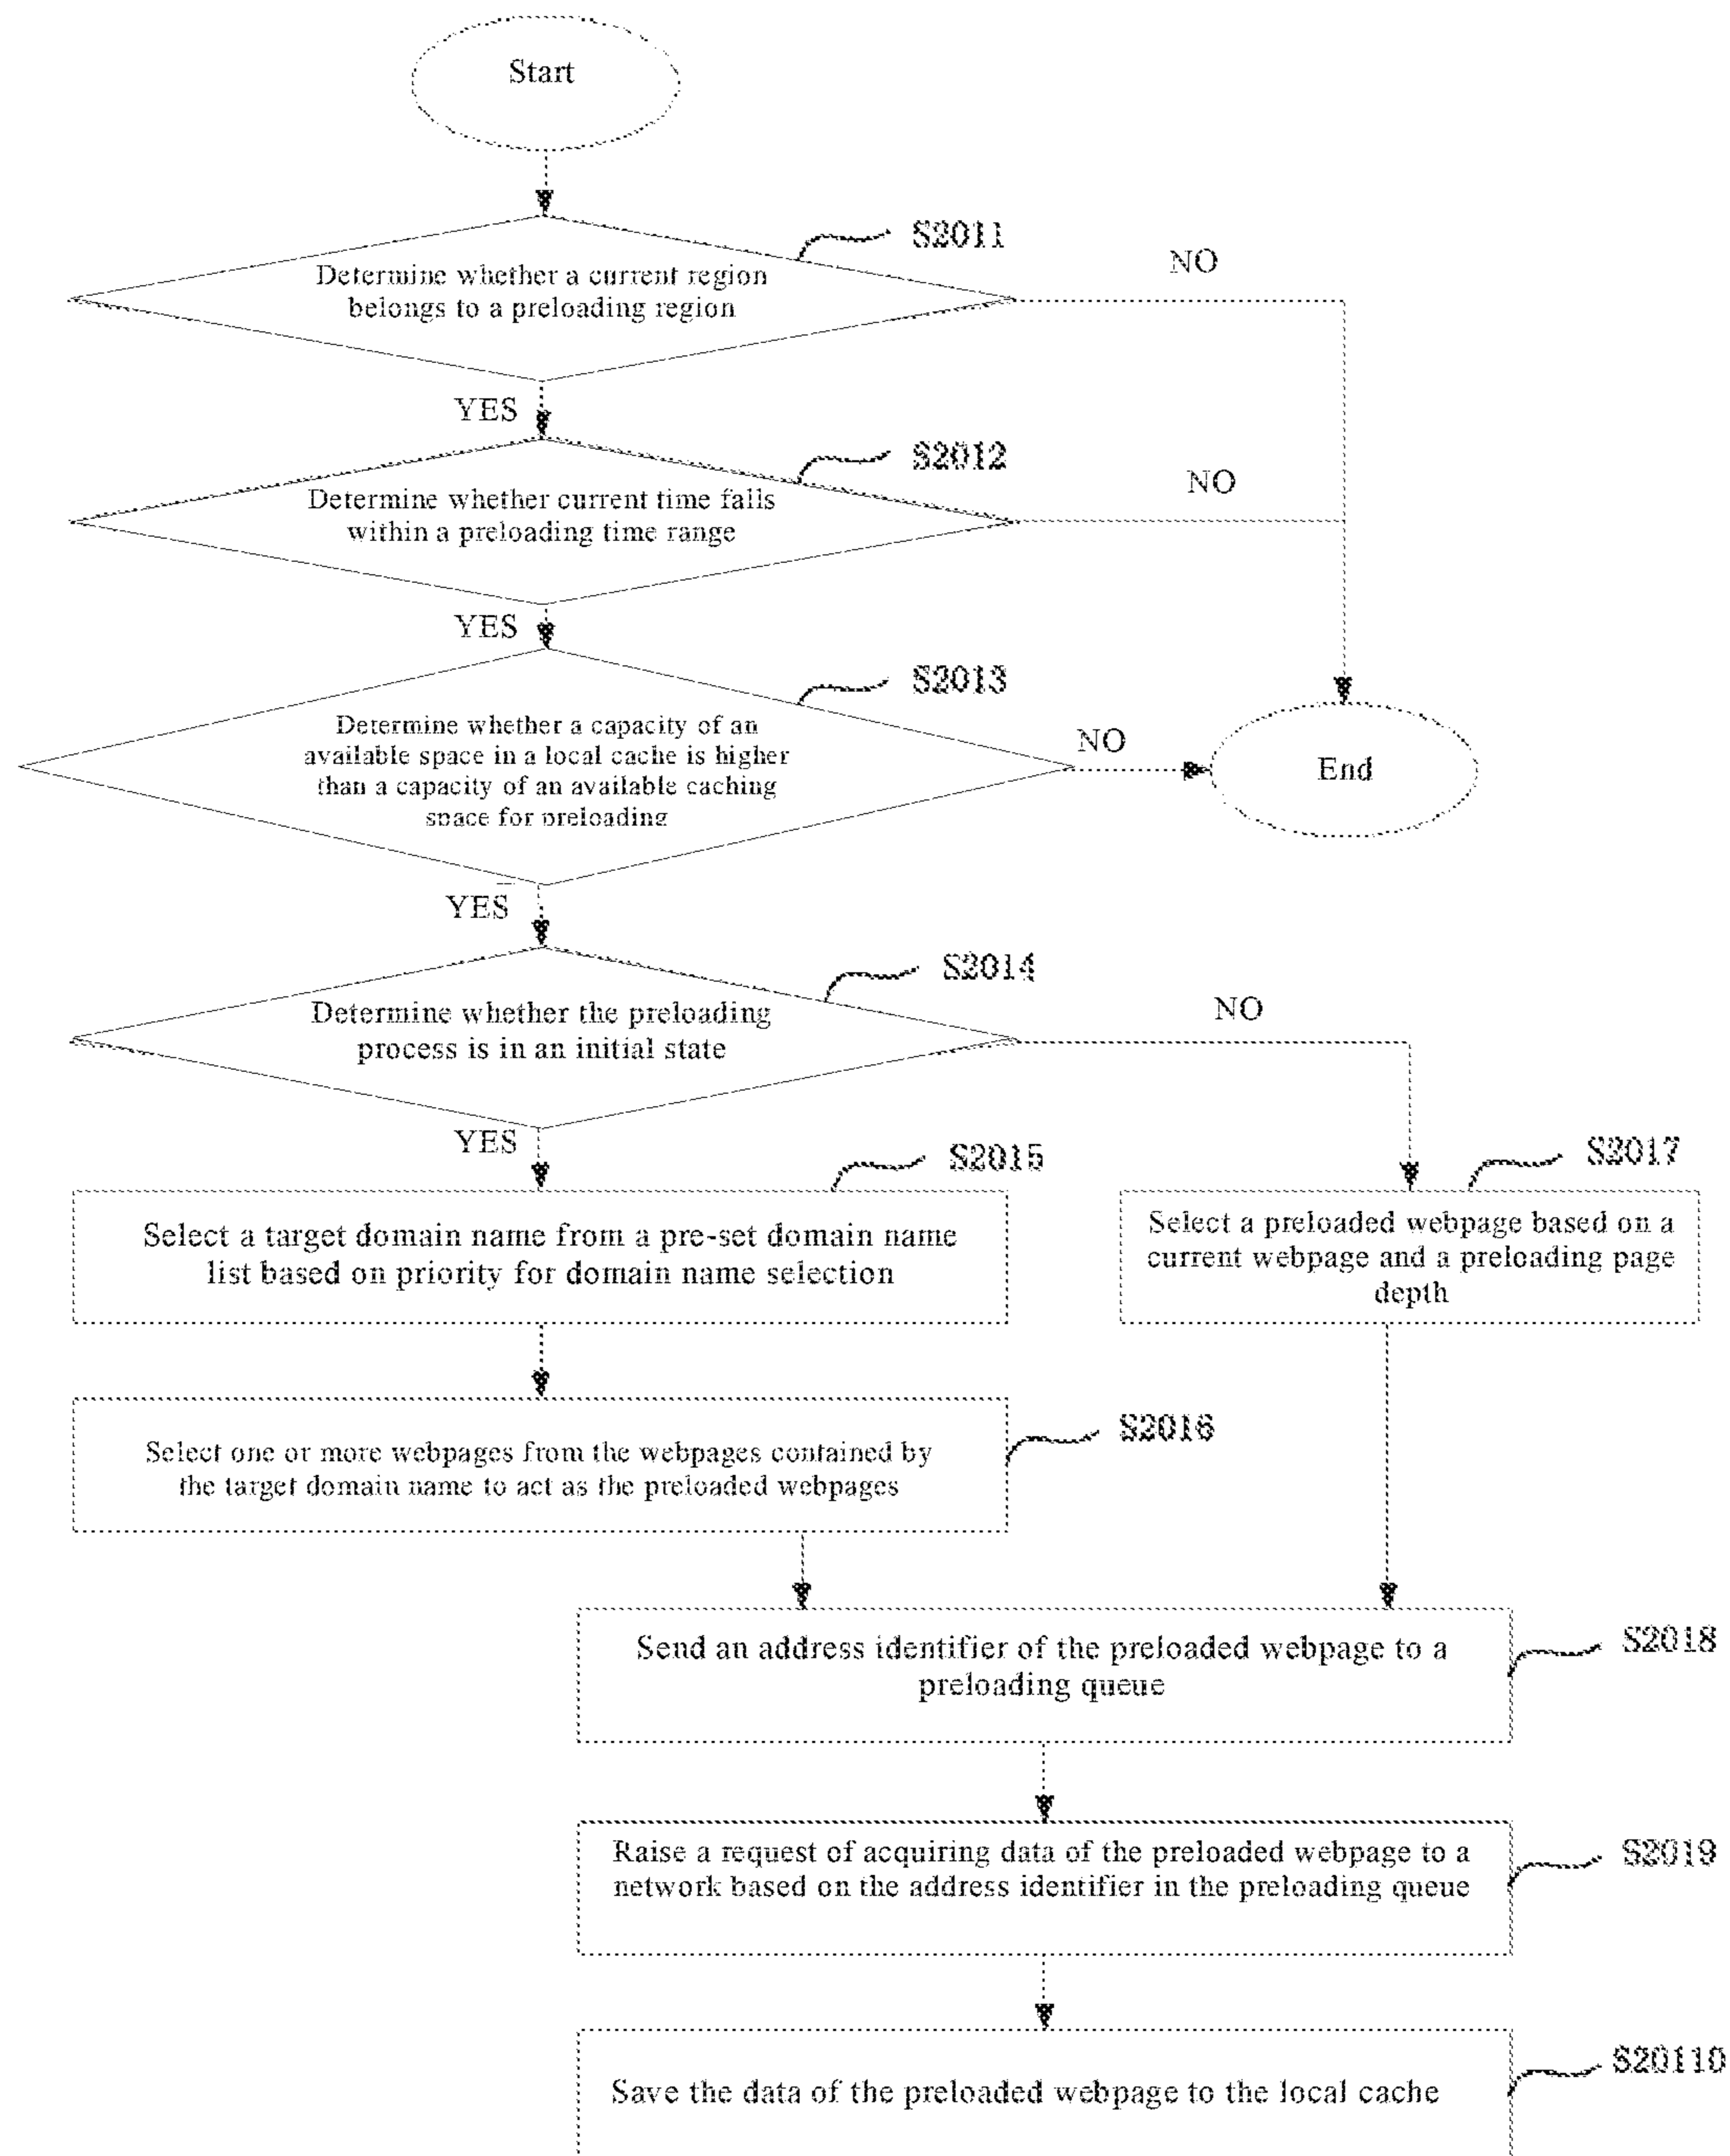 Start
S2011
Determine whether a current region
belongs to a preloading region
NO
YES
S2012
Determine whether current time falls
within a preloading time range
NO
YES
S2013
Determine whether a capacity of an
available space in a local cache is higher
than a capacity of an available caching
space for preloading
NO
End
YES
S2014
Determine whether the preloading
process is in an initial state
NO
YES
S2015
Select a target domain name from a pre-set domain name
list based on priority for domain name selection
S2017
Select a preloaded webpage based on a
current webpage and a preloading page
depth
S2016
Select one or more webpages from the webpages contained by
the target domain name to act as the preloaded webpages
S2018
Send an address identifier of the preloaded webpage to a
preloading queue
S2019
Raise a request of acquiring data of the preloaded webpage to a
network based on the address identifier in the preloading queue
S20110
Save the data of the preloaded webpage to the local cache